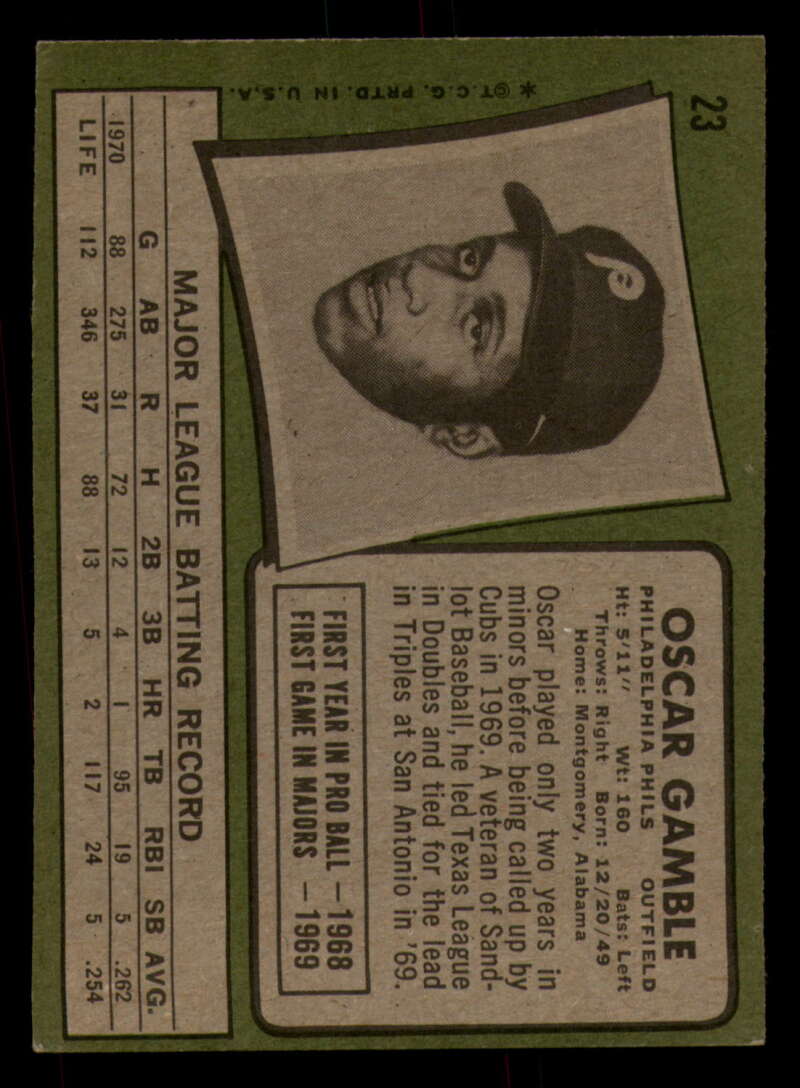 23
* ©T.C.G. PRTD. IN U.S.A.
P
OSCAR GAMBLE
PHILADELPHIA PHILS OUTFIELD
Ht: 5'11" Wt: 160 Bats: Left
Throws: Right Born: 12/20/49
Home: Montgomery, Alabama
Oscar played only two years in
minors before being called up by
Cubs in 1969. A veteran of Sand-
lot Baseball, he led Texas League
in Doubles and tied for the lead
in Triples at San Antonio in '69.
FIRST YEAR IN PRO BALL — 1968
FIRST GAME IN MAJORS — 1969
MAJOR LEAGUE BATTING RECORD
G AB R H 2B 3B HR TB RBI SB AVG.
1970 88 275 31 72 12 4 1 95 19 5 .262
LIFE 112 346 37 88 13 5 2 117 24 5 .254